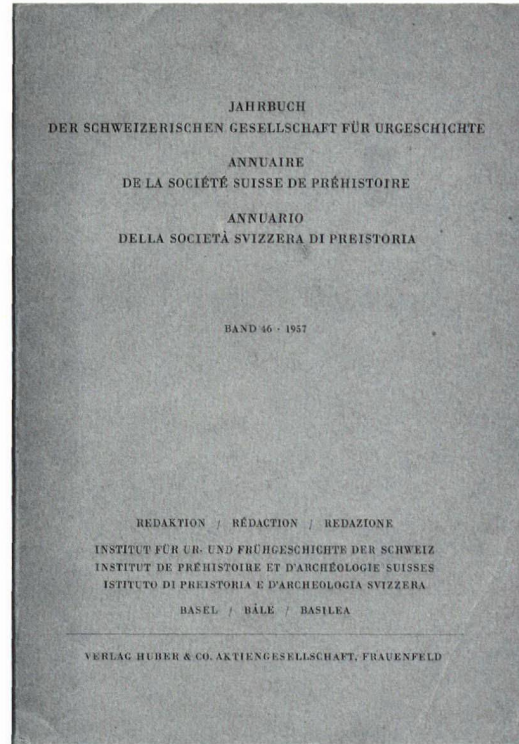 JAHRBUCH
DER SCHWEIZERISCHEN GESELLSCHAFT FÜR URGESCHICHTE
ANNUAIRE
DE LA SOCIÉTÉ SUISSE DE PRÉHISTOIRE
ANNUARIO
DELLA SOCIETÀ SVIZZERA DI PREISTORIA
BAND 46 · 1957
REDAKTION / RÉDACTION / REDAZIONE
INSTITUT FÜR UR- UND FRÜHGESCHICHTE DER SCHWEIZ
INSTITUT DE PRÉHISTOIRE ET D'ARCHÉOLOGIE SUISSES
ISTITUTO DI PREISTORIA E D'ARCHEOLOGIA SVIZZERA
BASEL / BÂLE / BASILEA
VERLAG HUBER & CO. AKTIENGESELLSCHAFT, FRAUENFELD